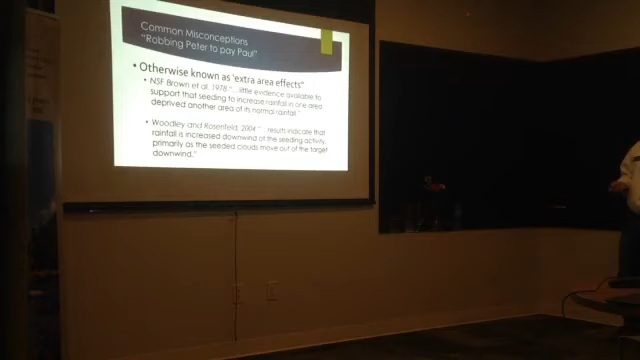 Common Misconceptions
"Robbing Peter to pay Paul"
• Otherwise known as 'extra area effects"
• NSF Brown et al. 1978 "...little evidence available to
support that seeding to increase rainfall in one area
deprived another area of its normal rainfall."
• Woodley and Rosenfeld, 2004 "...results indicate that
rainfall is increased downwind of the seeding activity,
primarily as the seeded clouds move out of the target
downwind."